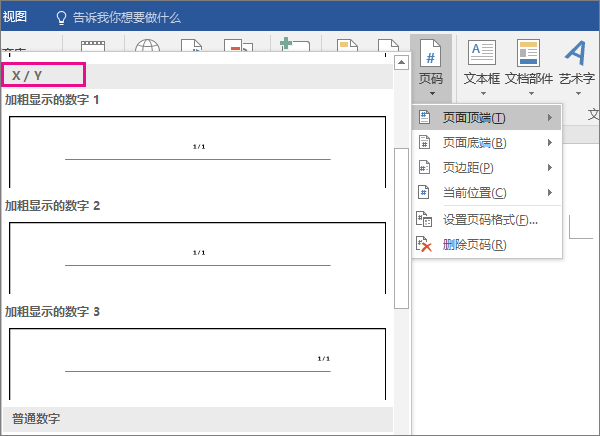 视图
告诉我你想要做什么
页码
文本框
文档部件
艺术字
X / Y
加粗显示的数字 1
1/1
加粗显示的数字 2
1/1
加粗显示的数字 3
1/1
普通数字
页面顶端(T)
页面底端(B)
页边距(P)
当前位置(C)
设置页码格式(F)...
删除页码(R)
文